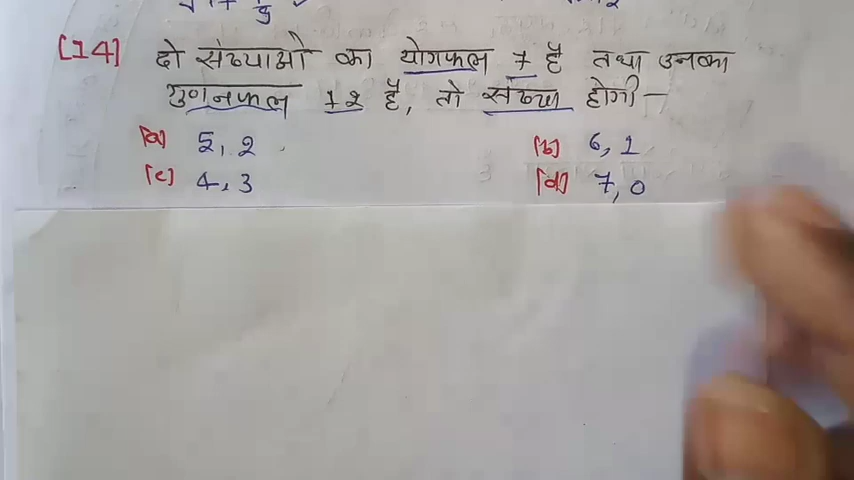 [14] दो संख्याओ का योगफल 7 है तथा उनका
गुणनफल 12 है, तो संख्या होगी—
[a] 5, 2
[b] 6, 1
[c] 4, 3
[d] 7, 0